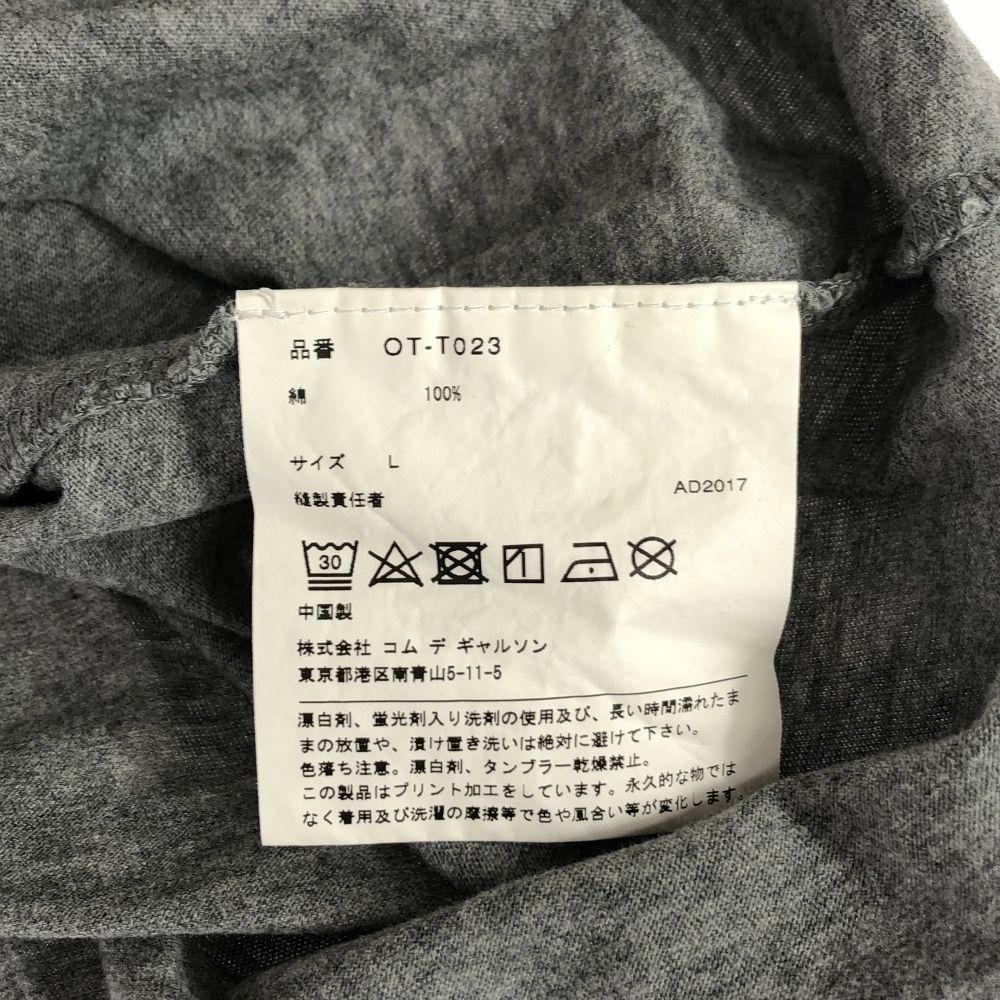 品番 OT-T023
綿 100%
サイズ L
縫製責任者
AD2017
30
中国製
株式会社 コム デ ギャルソン
東京都港区南青山5-11-5
漂白剤、蛍光剤入り洗剤の使用及び、長い時間濡れたま
まの放置や、漬け置き洗いは絶対に避けて下さい。
色落ち注意。漂白剤、タンブラー乾燥禁止。
この製品はプリント加工をしています。永久的な物では
なく着用及び洗濯の摩擦等で色や風合い等が変化します。